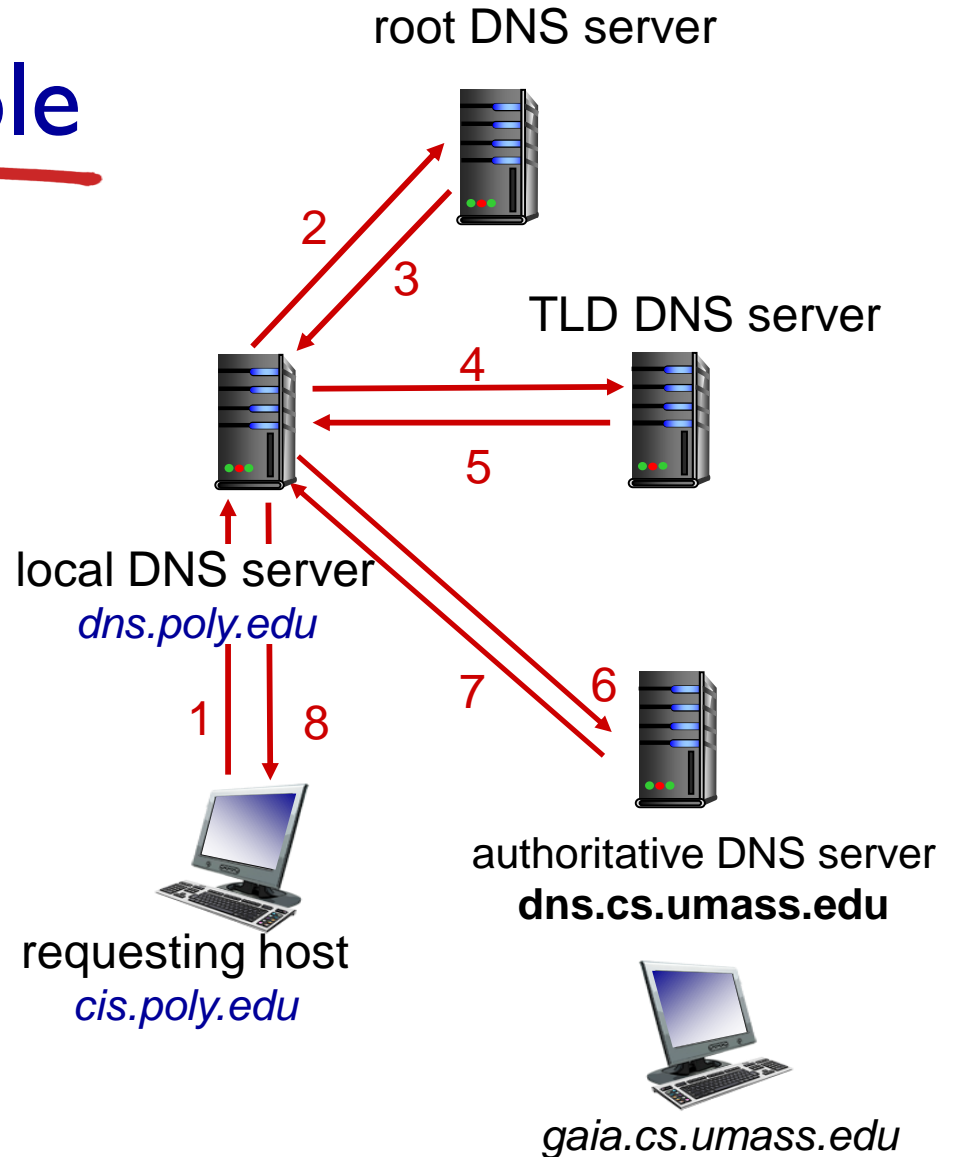 root DNS server
2
3
TLD DNS server
4
5
local DNS server
dns.poly.edu
1
8
7
6
authoritative DNS server
dns.cs.umass.edu
requesting host
cis.poly.edu
gaia.cs.umass.edu